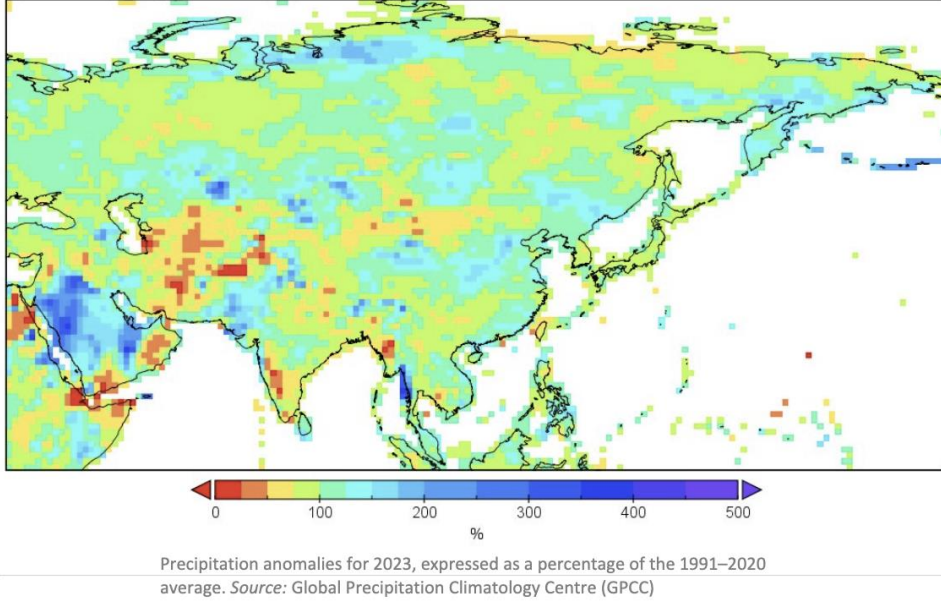 0 100 200 300 400 500
%
Precipitation anomalies for 2023, expressed as a percentage of the 1991–2020
average. Source: Global Precipitation Climatology Centre (GPCC)